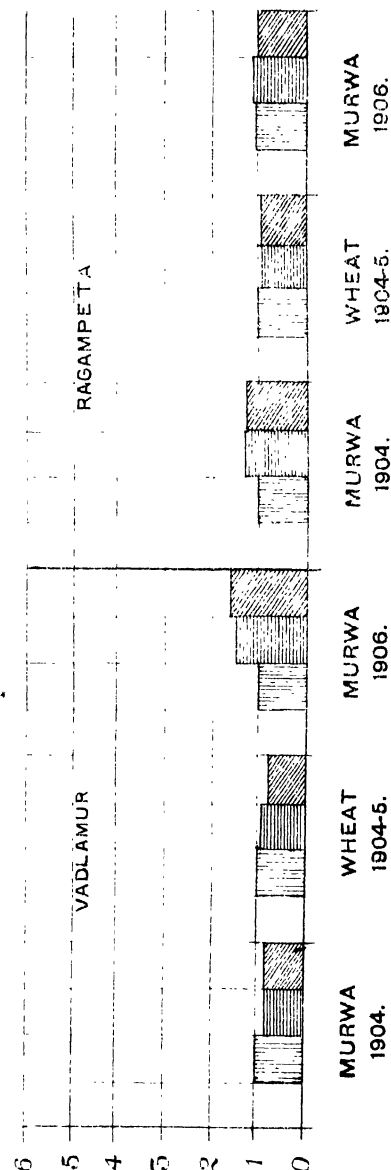 VADLAMUR
RAGAMPETA
6
5
4
3
2
1
0
MURWA
1904.
WHEAT
1904-5.
MURWA
1906.
MURWA
1904.
WHEAT
1904-5.
MURWA
1906.